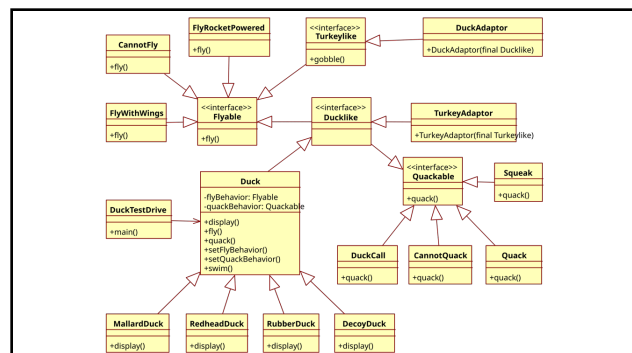 FlyRocketPowered
+fly()
<<interface>>
Turkeylike
+gobble()
DuckAdaptor
+DuckAdaptor(final Ducklike)
CannotFly
+fly()
FlyWithWings
+fly()
<<interface>>
Flyable
+fly()
<<interface>>
Ducklike
TurkeyAdaptor
+TurkeyAdaptor(final Turkeylike)
<<interface>>
Quackable
+quack()
Squeak
+quack()
Duck
-flyBehavior: Flyable
-quackBehavior: Quackable
+display()
+fly()
+quack()
+setFlyBehavior()
+setQuackBehavior()
+swim()
DuckTestDrive
+main()
DuckCall
+quack()
CannotQuack
+quack()
Quack
+quack()
MallardDuck
+display()
RedheadDuck
+display()
RubberDuck
+display()
DecoyDuck
+display()